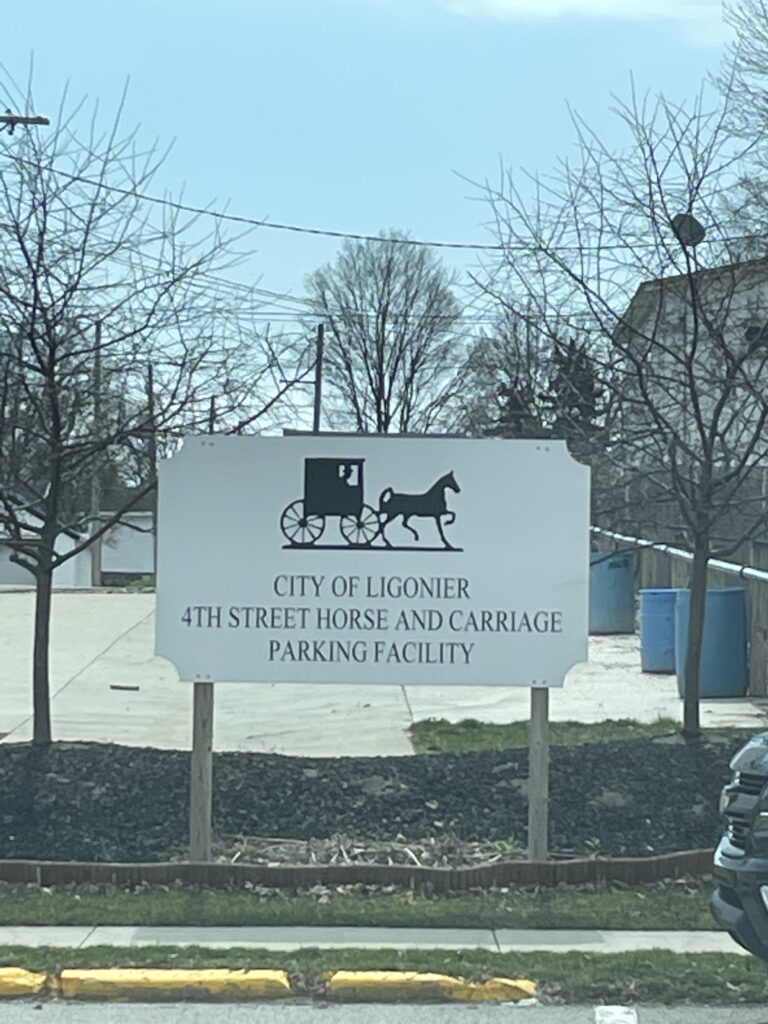 CITY OF LIGONIER
4TH STREET HORSE AND CARRIAGE
PARKING FACILITY